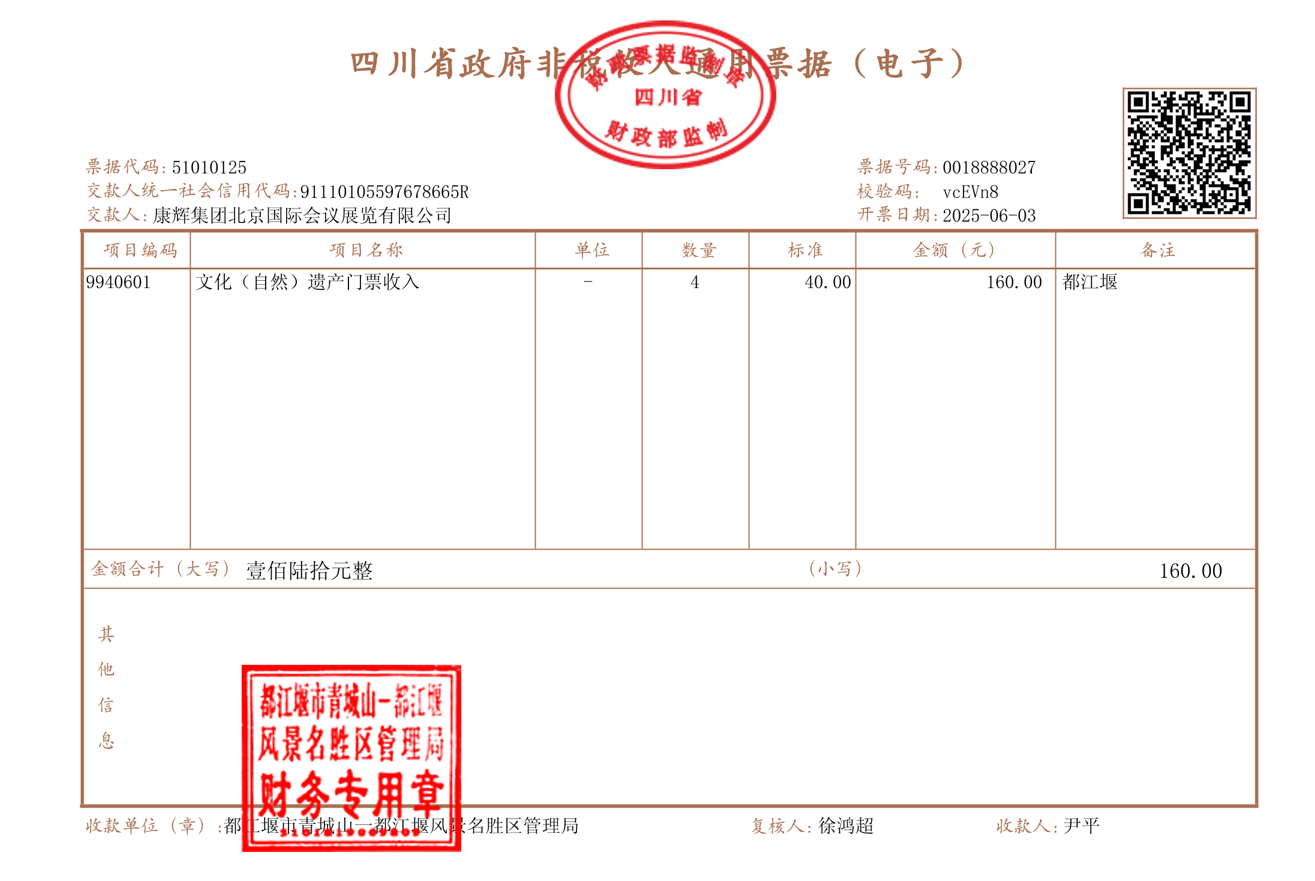 四川省政府非税收入通用票据（电子）
财政票据监制章
四川省
财政部监制
票据代码:51010125
票据号码:0018888027
交款人统一社会信用代码:91110105597678665R
校验码: vcEVn8
交款人:康辉集团北京国际会议展览有限公司
开票日期:2025-06-03
项目编码 项目名称 单位 数量 标准 金额（元） 备注
9940601 文化（自然）遗产门票收入 - 4 40.00 160.00 都江堰
金额合计（大写） 壹佰陆拾元整 （小写） 160.00
其
他
信
息
都江堰市青城山一都江堰
风景名胜区管理局
财务专用章
收款单位（章）:都江堰市青城山一都江堰风景名胜区管理局 复核人:徐鸿超 收款人:尹平